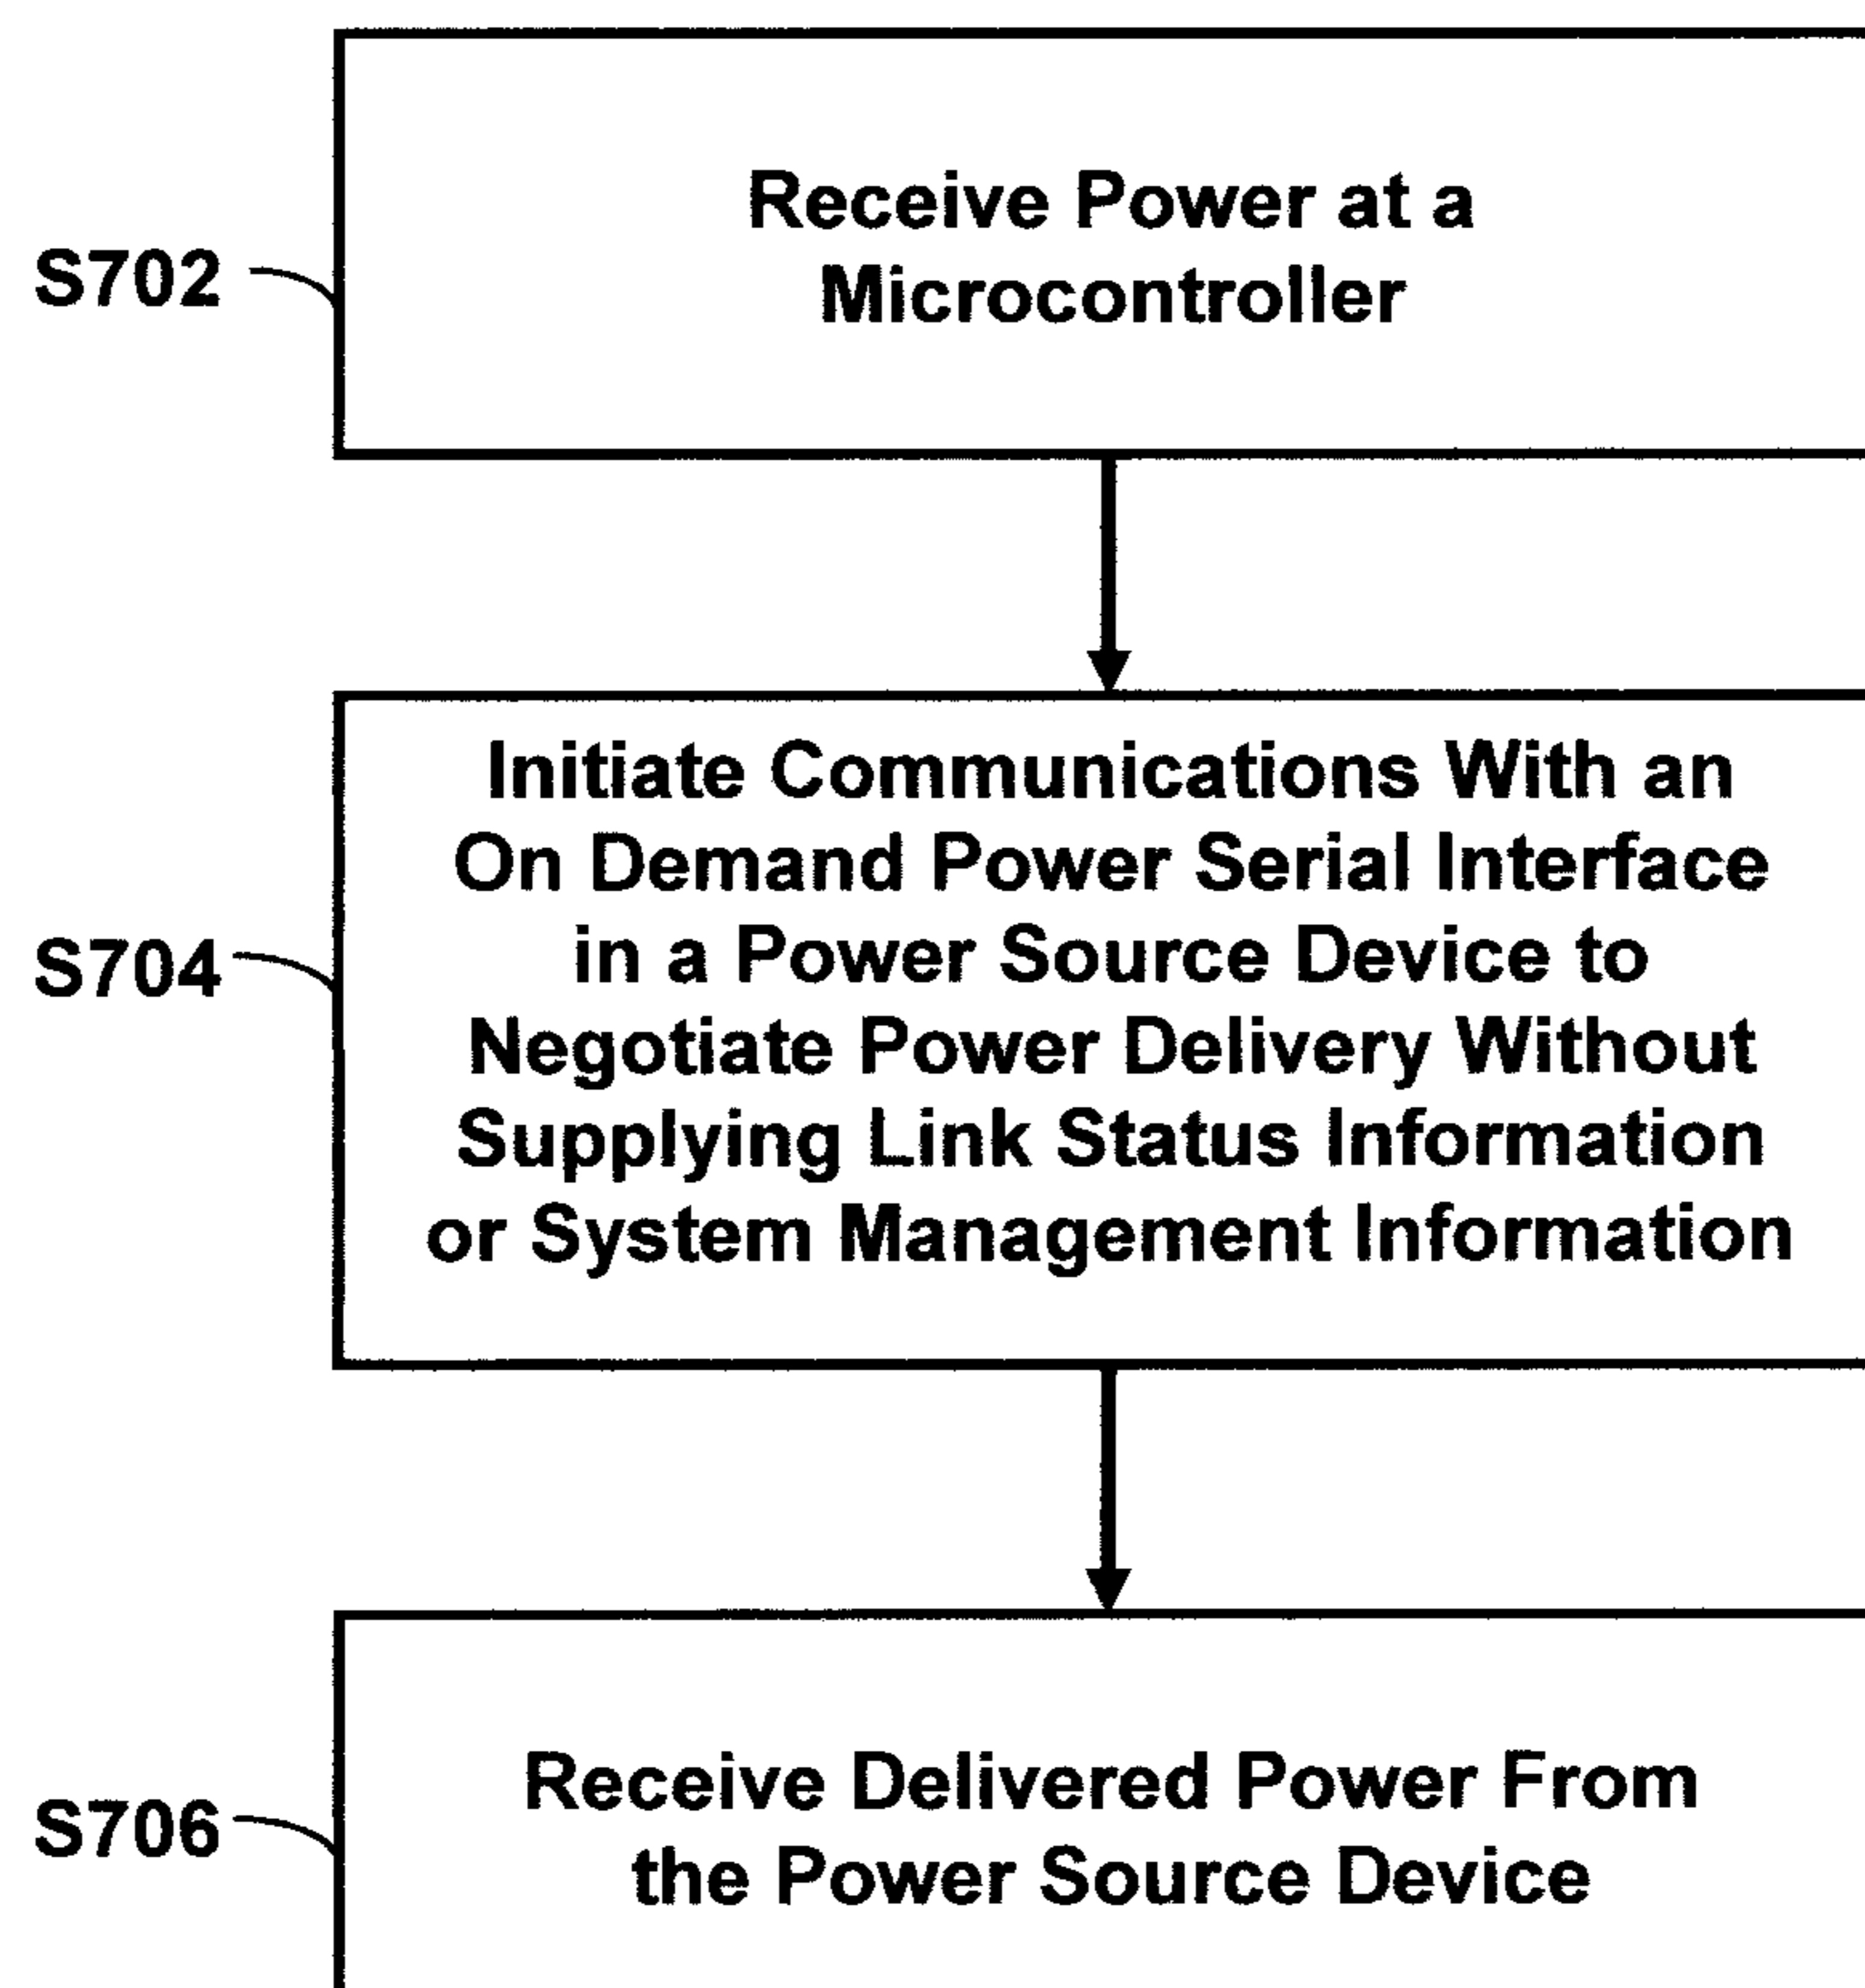 Receive Power at a
Microcontroller
S702
Initiate Communications With an
On Demand Power Serial Interface
in a Power Source Device to
Negotiate Power Delivery Without
Supplying Link Status Information
or System Management Information
S704
Receive Delivered Power From
the Power Source Device
S706